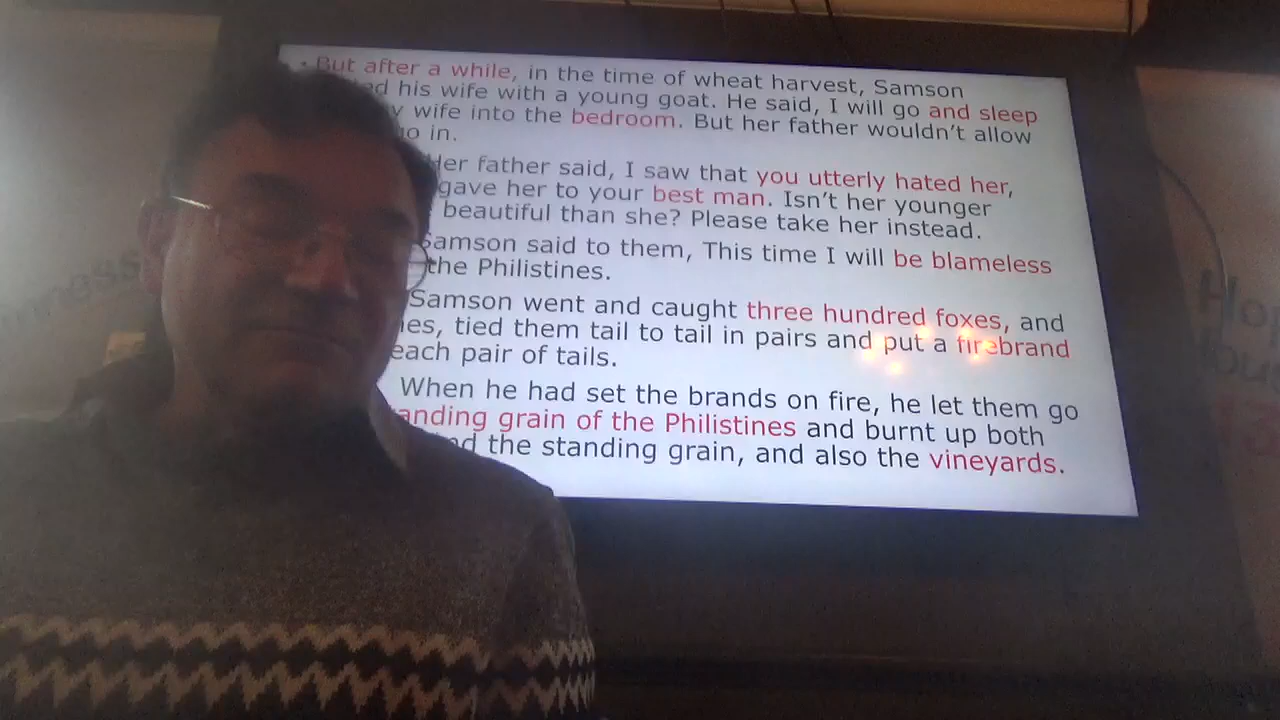 But after a while, in the time of wheat harvest, Samson
his wife with a young goat. He said, I will go and sleep
wife into the bedroom. But her father wouldn't allow
in.
Her father said, I saw that you utterly hated her,
gave her to your best man. Isn't her younger
beautiful than she? Please take her instead.
Samson said to them, This time I will be blameless
the Philistines.
Samson went and caught three hundred foxes, and
tied them tail to tail in pairs and put a firebrand
each pair of tails.
When he had set the brands on fire, he let them go
grain of the Philistines and burnt up both
the standing grain, and also the vineyards.